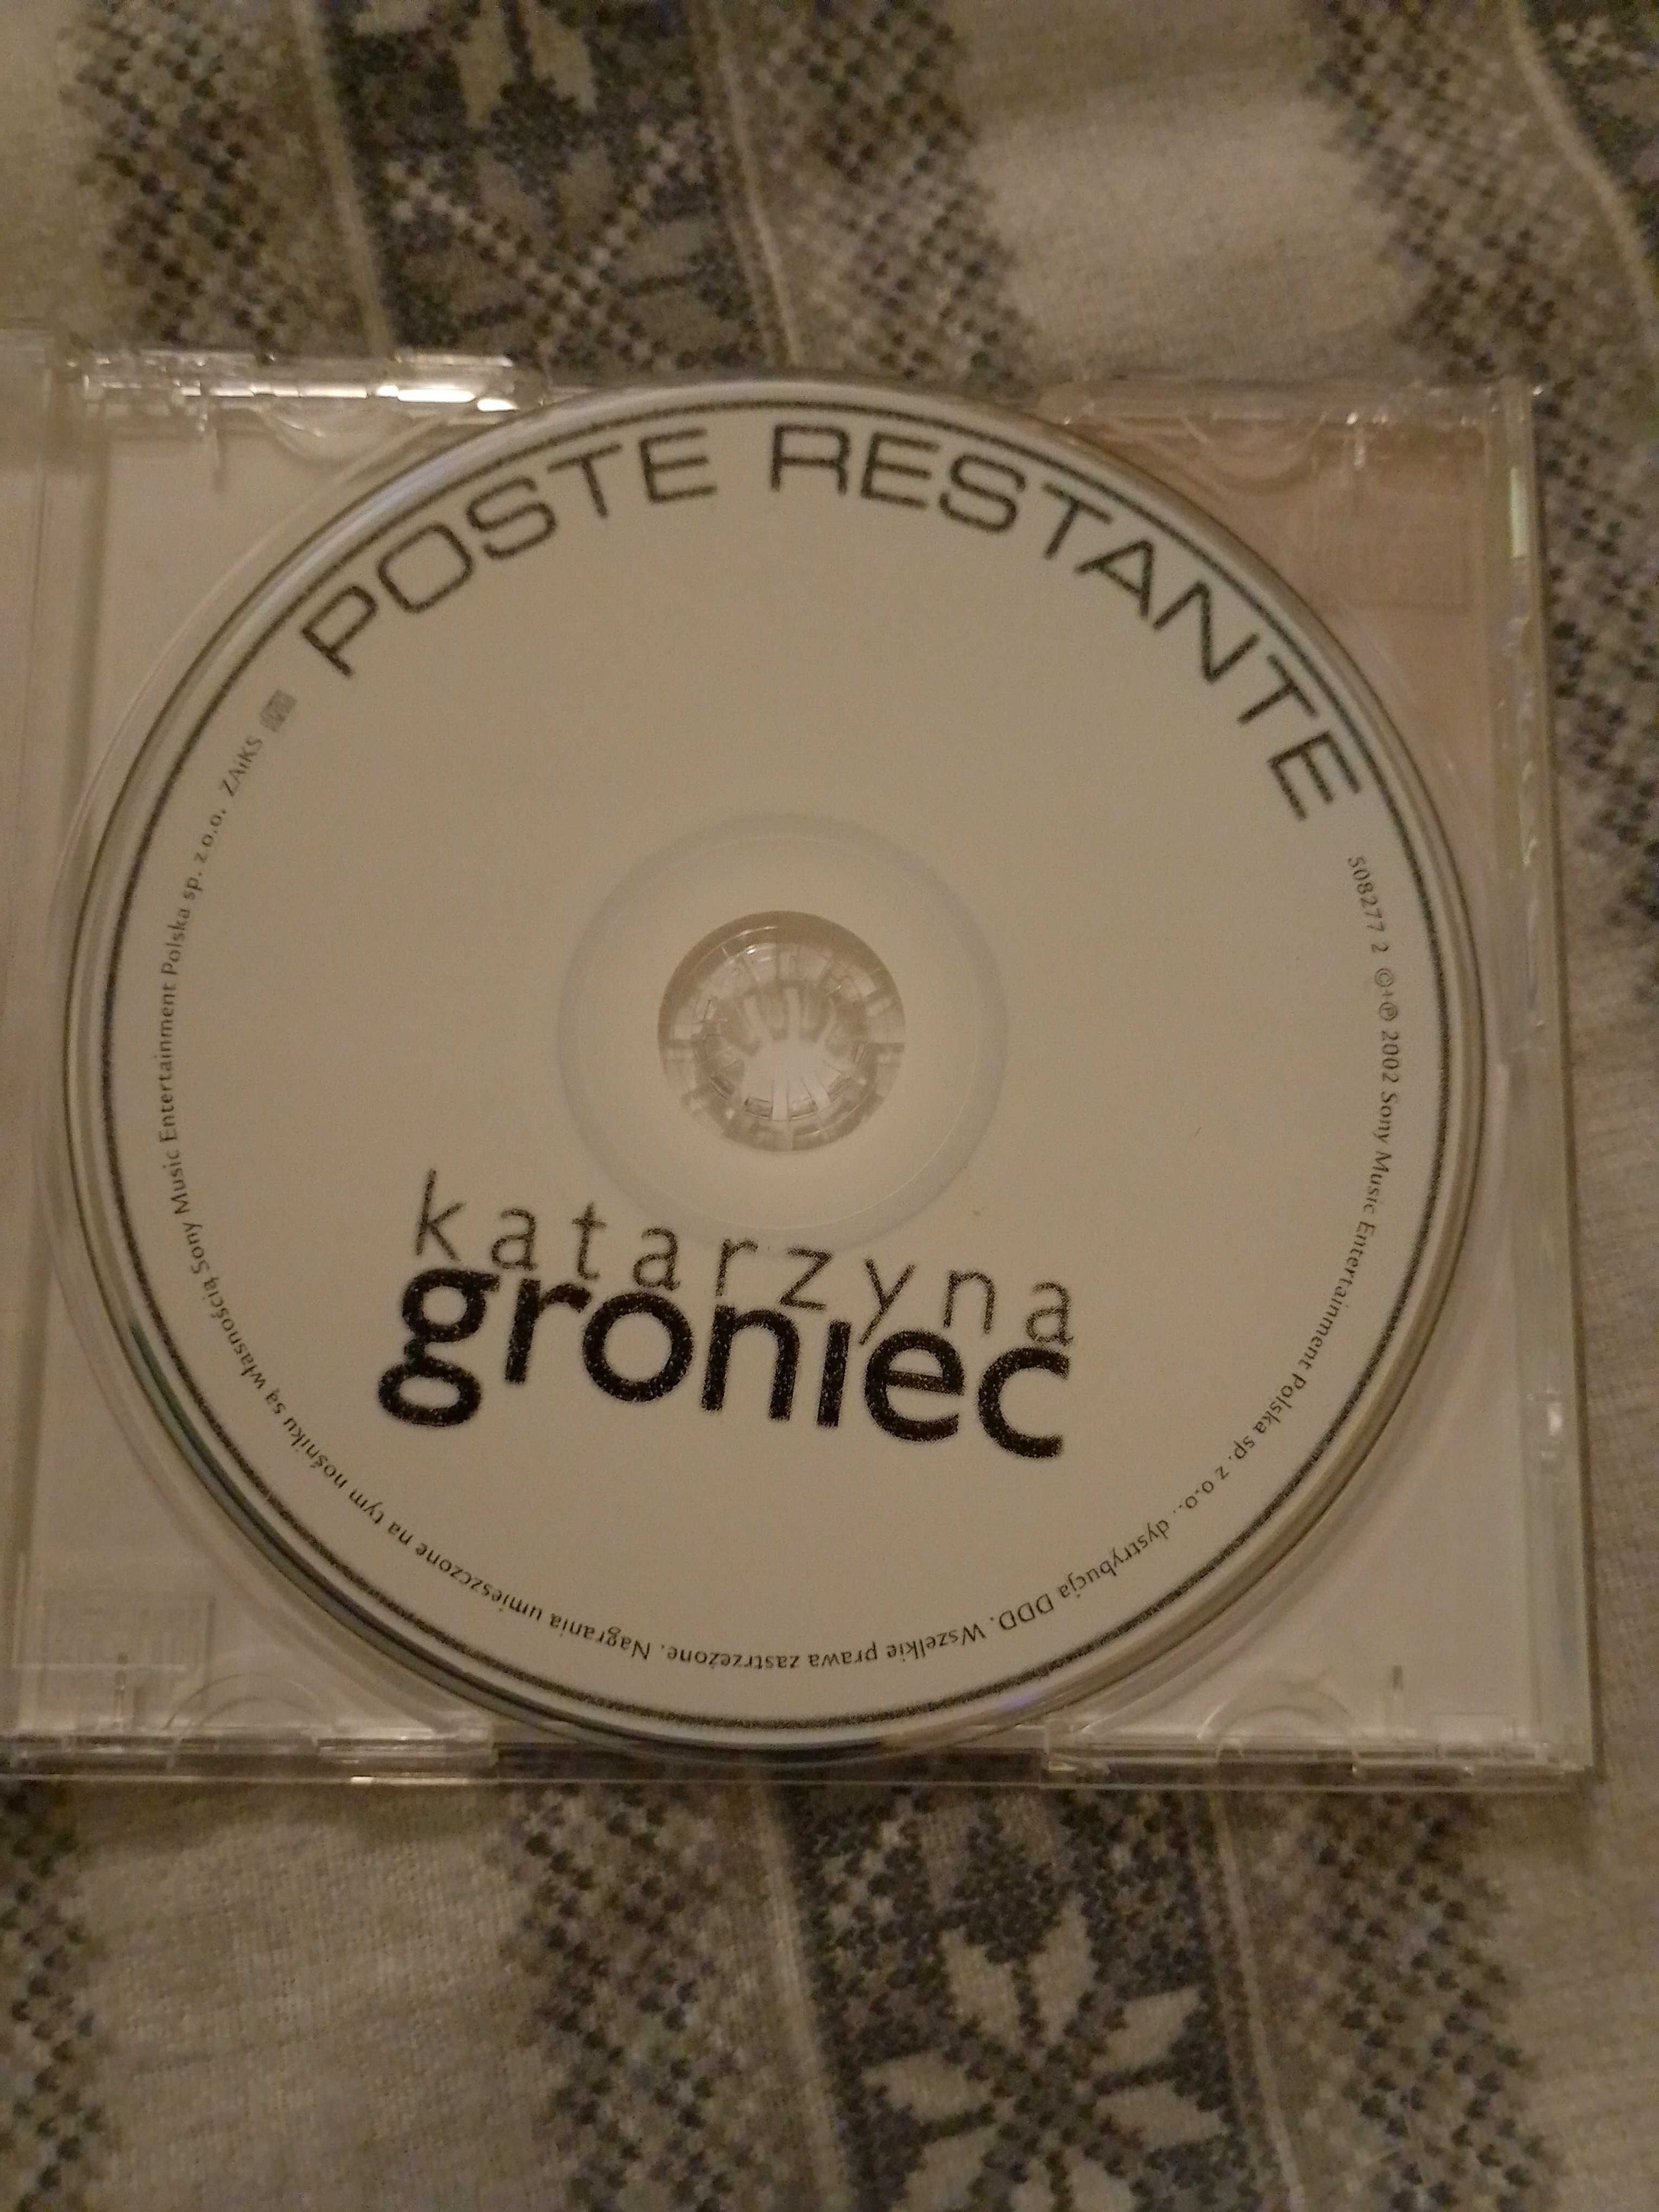 POSTE RESTANTE
508277 2 ©+℗ 2002 Sony Music Entertainment Polska sp. z o.o.. dystrybucja DDD. Wszelkie prawa zastrzeżone. Nagrania umieszczone na tym nośniku są własnością Sony Music Entertainment Polska sp. z o.o. ZAIKS
katarzyna
groniec